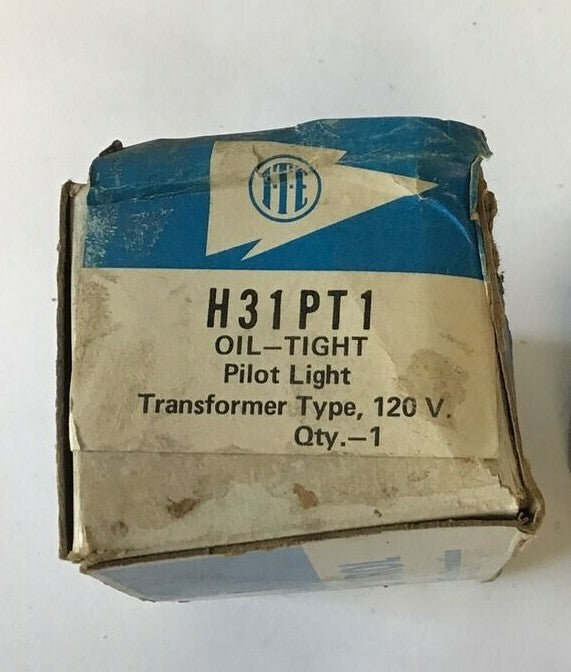 ITE
H31PT1
OIL-TIGHT
Pilot Light
Transformer Type, 120 V.
Qty.-1